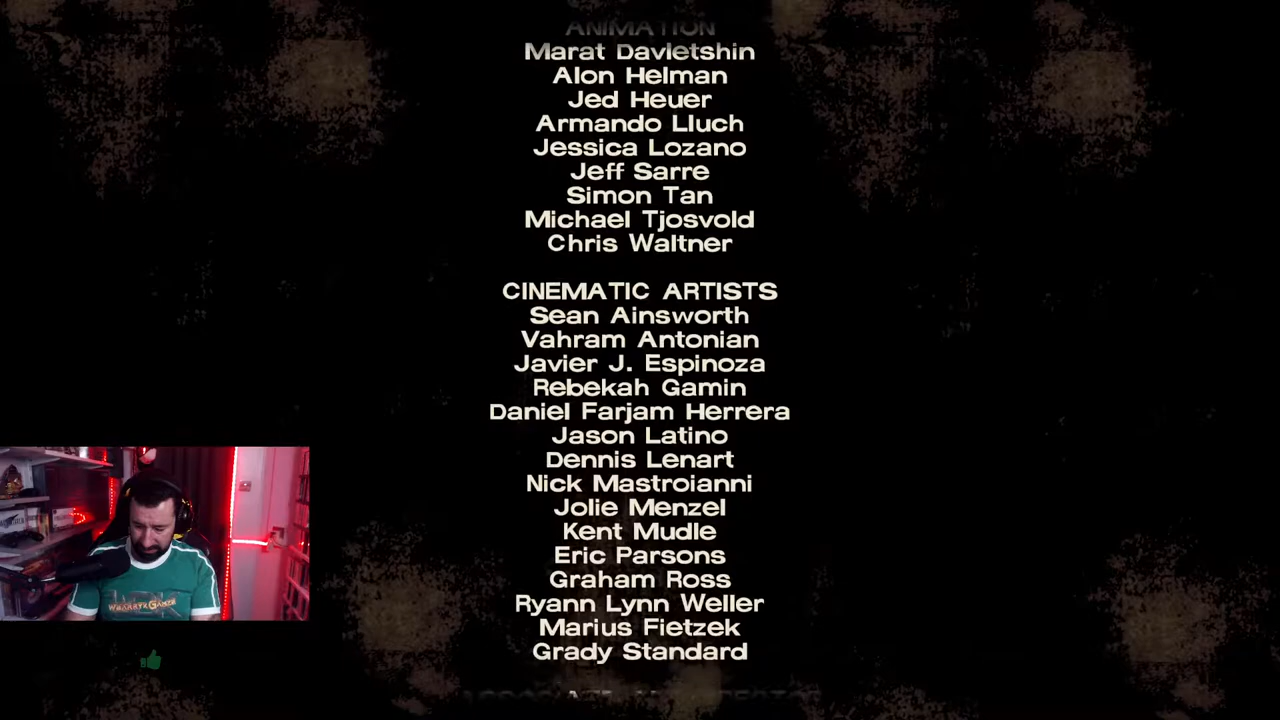 ANIMATION
Marat Davletshin
Alon Helman
Jed Heuer
Armando Lluch
Jessica Lozano
Jeff Sarre
Simon Tan
Michael Tjosvold
Chris Waltner
CINEMATIC ARTISTS
Sean Ainsworth
Vahram Antonian
Javier J. Espinoza
Rebekah Gamin
Daniel Farjam Herrera
Jason Latino
Dennis Lenart
Nick Mastroianni
Jolie Menzel
Kent Mudle
Eric Parsons
Graham Ross
Ryann Lynn Weller
Marius Fietzek
Grady Standard